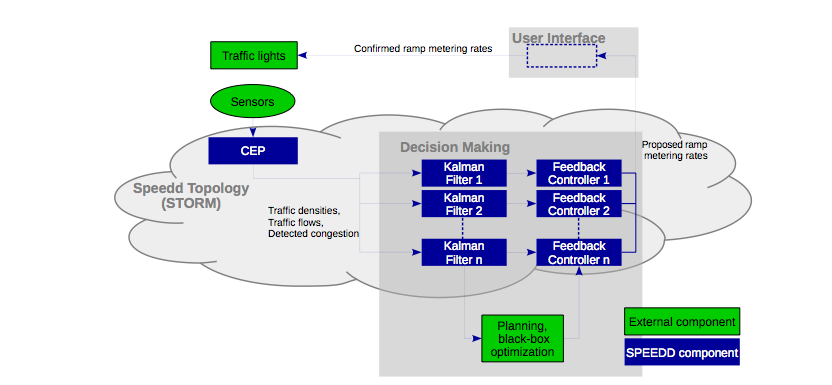 User Interface
Confirmed ramp metering rates
Traffic lights
Sensors
CEP
Decision Making
Proposed ramp
metering rates
Kalman
Filter 1
Feedback
Controller 1
Speedd Topology
(STORM)
Kalman
Filter 2
Feedback
Controller 2
Traffic densities,
Traffic flows,
Detected congestion
Kalman
Filter n
Feedback
Controller n
Planning,
black-box
optimization
External component
SPEEDD component